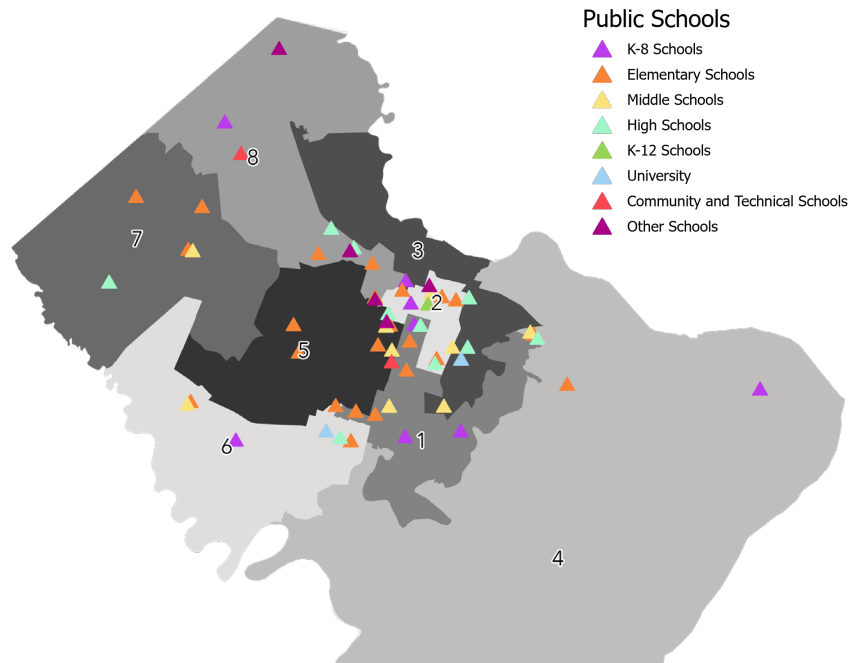 Public Schools
K-8 Schools
Elementary Schools
Middle Schools
High Schools
K-12 Schools
University
Community and Technical Schools
Other Schools
8
7
3
2
5
6
1
4